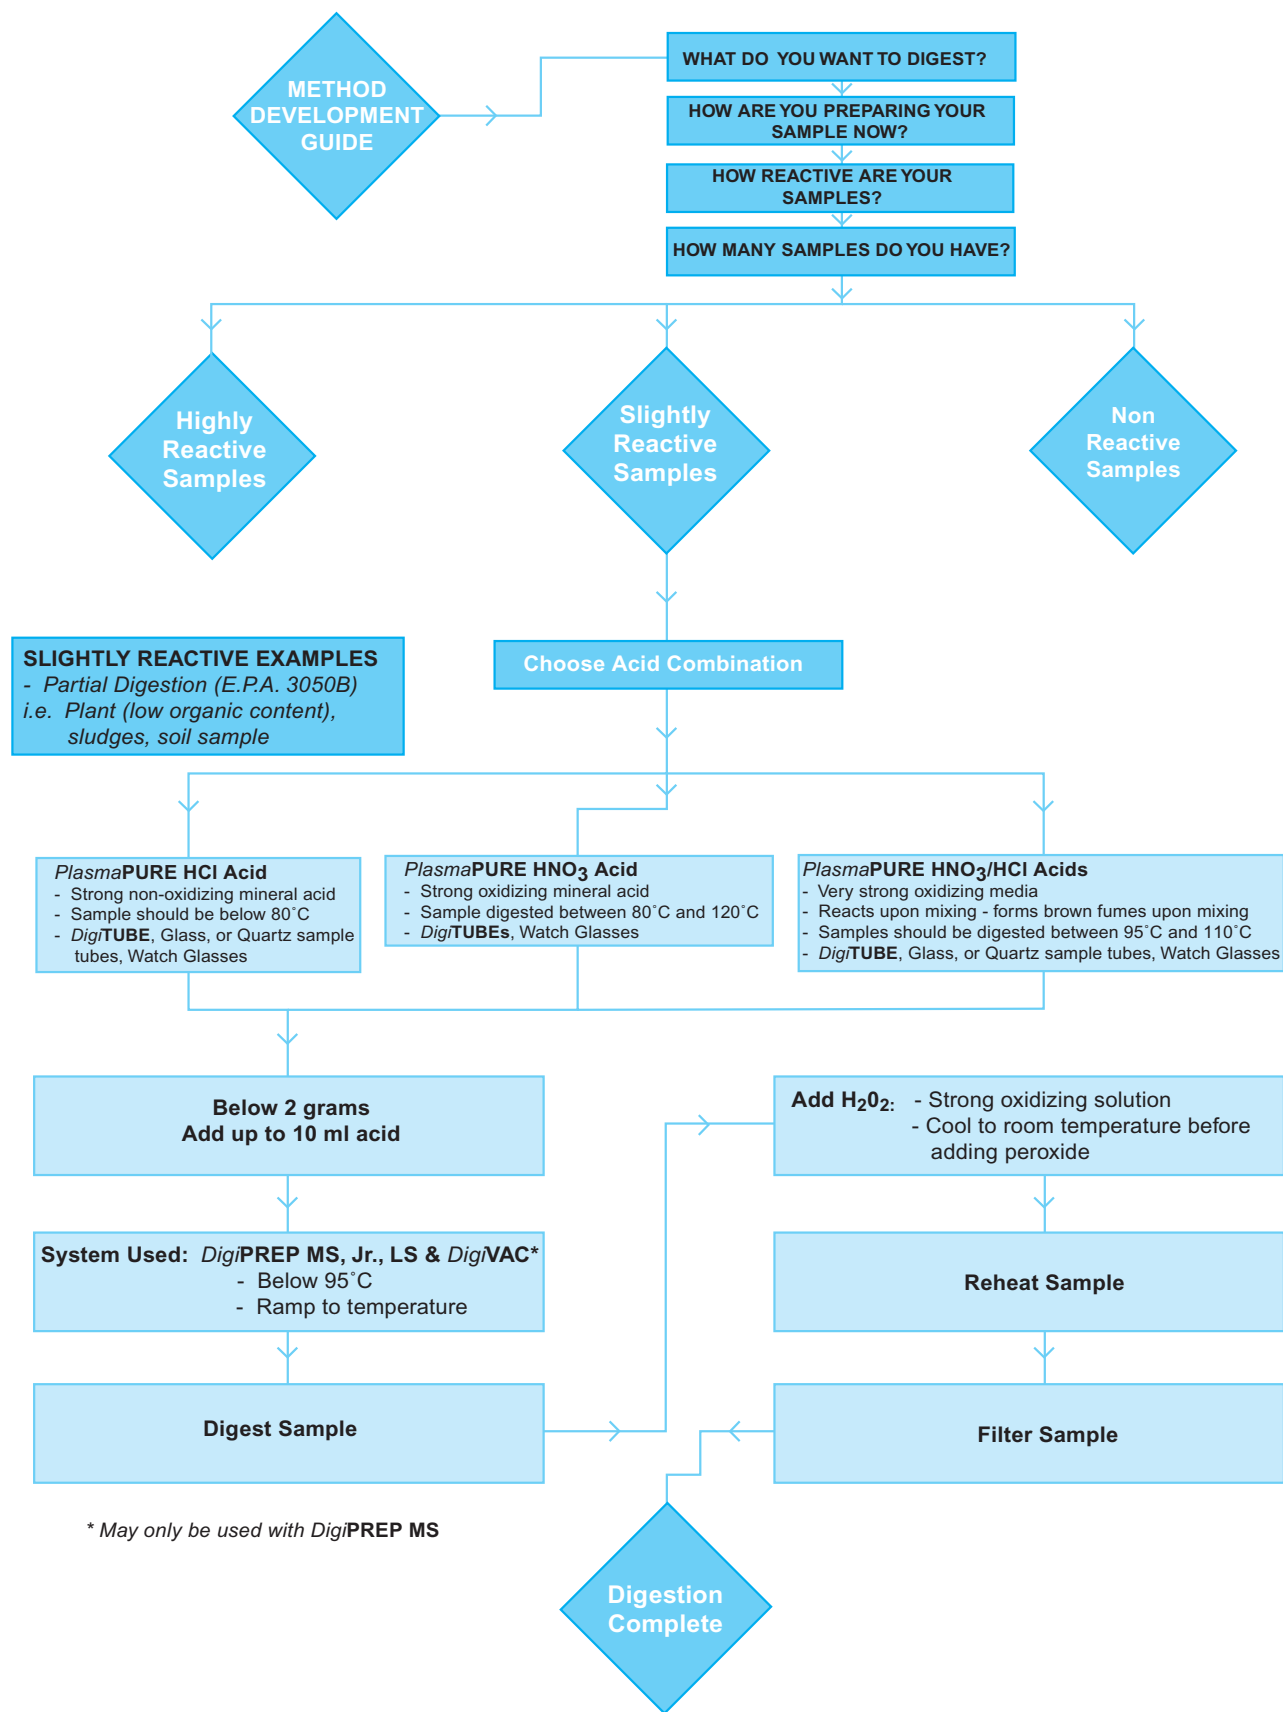 METHOD
DEVELOPMENT
GUIDE
WHAT DO YOU WANT TO DIGEST?
HOW ARE YOU PREPARING YOUR
SAMPLE NOW?
HOW REACTIVE ARE YOUR
SAMPLES?
HOW MANY SAMPLES DO YOU HAVE?
Highly
Reactive
Samples
Slightly
Reactive
Samples
Non
Reactive
Samples
SLIGHTLY REACTIVE EXAMPLES
- Partial Digestion (E.P.A. 3050B)
i.e. Plant (low organic content),
sludges, soil sample
Choose Acid Combination
PlasmaPURE HCl Acid
- Strong non-oxidizing mineral acid
- Sample should be below 80˚C
- DigiTUBE, Glass, or Quartz sample
tubes, Watch Glasses
PlasmaPURE HNO3 Acid
- Strong oxidizing mineral acid
- Sample digested between 80˚C and 120˚C
- DigiTUBEs, Watch Glasses
PlasmaPURE HNO3/HCl Acids
- Very strong oxidizing media
- Reacts upon mixing - forms brown fumes upon mixing
- Samples should be digested between 95˚C and 110˚C
- DigiTUBE, Glass, or Quartz sample tubes, Watch Glasses
Below 2 grams
Add up to 10 ml acid
System Used: DigiPREP MS, Jr., LS & DigiVAC*
- Below 95˚C
- Ramp to temperature
Digest Sample
Add H202: - Strong oxidizing solution
- Cool to room temperature before
adding peroxide
Reheat Sample
Filter Sample
* May only be used with DigiPREP MS
Digestion
Complete